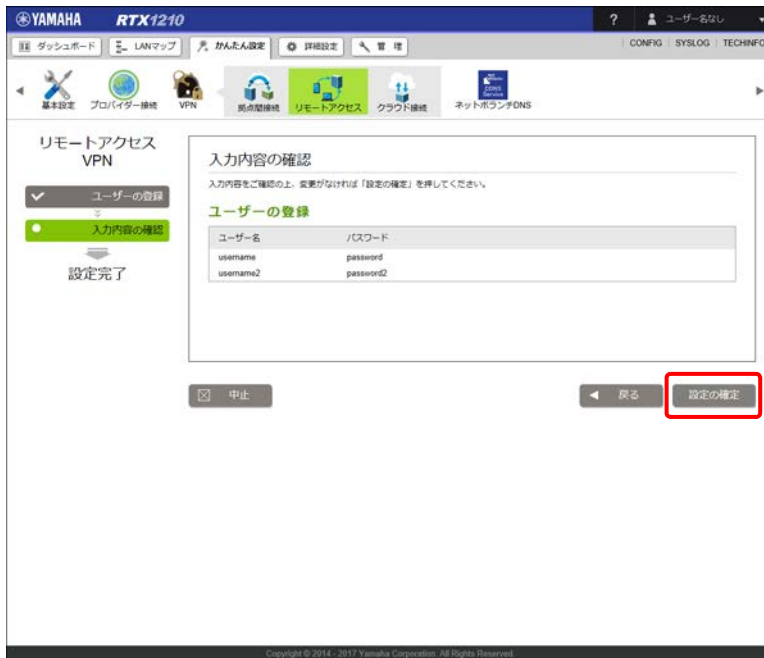 YAMAHA RTX1210 ? ユーザー名なし
ダッシュボード LANマップ かんたん設定 詳細設定 管理 CONFIG SYSLOG TECHINFO
基本設定 プロバイダー接続 VPN 拠点間接続 リモートアクセス クラウド接続 ネットボランチDNS
リモートアクセス
VPN
ユーザーの登録
入力内容の確認
設定完了
入力内容の確認
入力内容をご確認の上、変更がなければ「設定の確定」を押してください。
ユーザーの登録
ユーザー名 パスワード
username password
username2 password2
中止 戻る 設定の確定
Copyright © 2014 - 2017 Yamaha Corporation. All Rights Reserved.